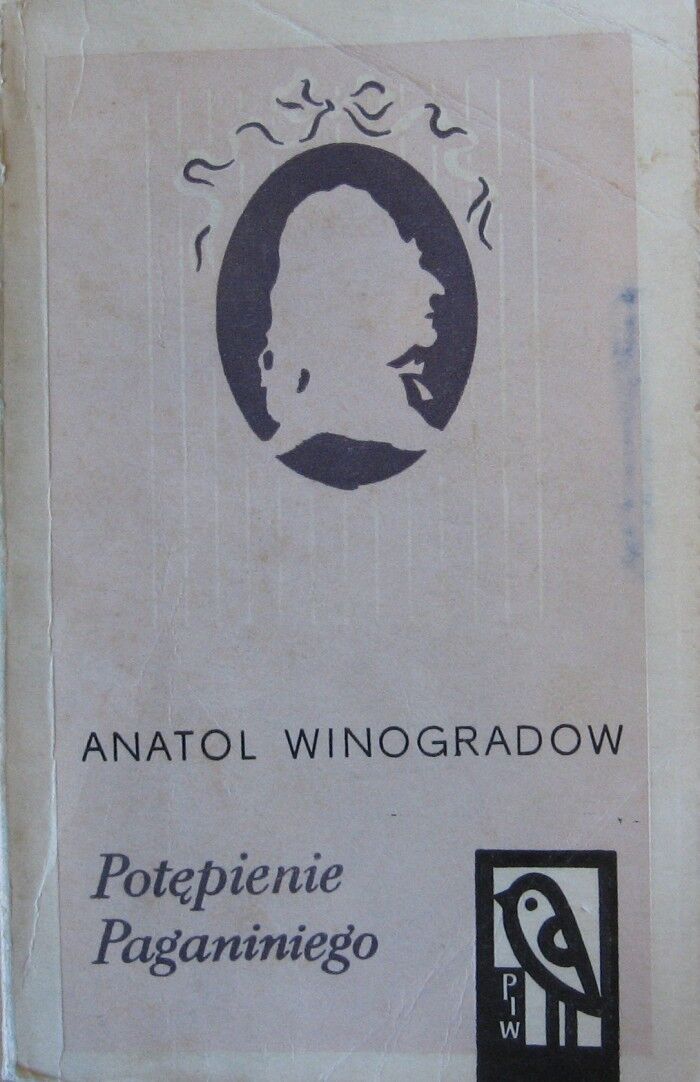 ANATOL WINOGRADOW
Potępienie
Paganiniego
PIW